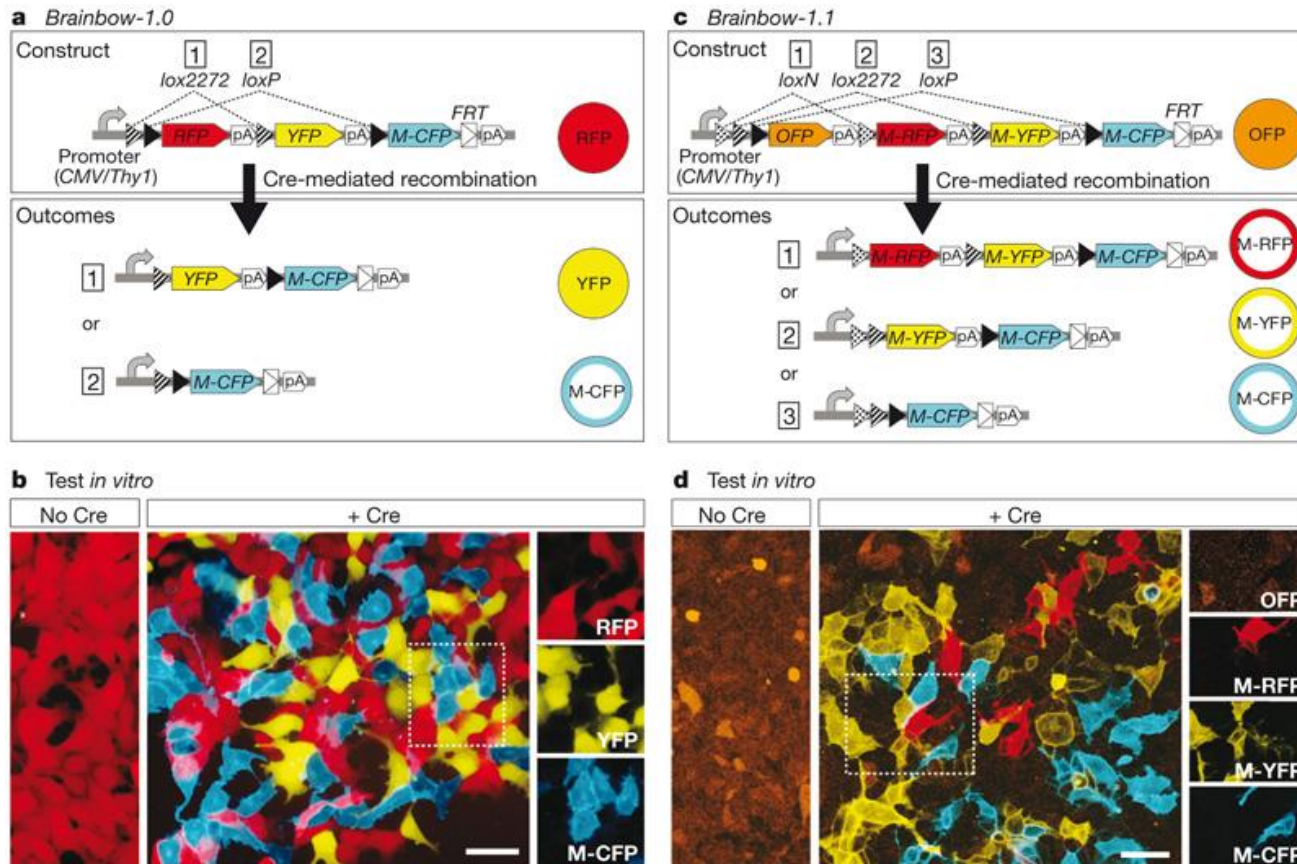 a Brainbow-1.0
Construct
1 2
lox2272 loxP
FRT
RFP pA YFP pA M-CFP pA
RFP
Promoter
(CMV/Thy1)
Cre-mediated recombination
Outcomes
1 YFP pA M-CFP pA
YFP
or
2 M-CFP pA
M-CFP
b Test in vitro
No Cre
+ Cre
RFP
YFP
M-CFP
c Brainbow-1.1
Construct
1 2 3
loxN lox2272 loxP
FRT
OFP pA M-RFP pA M-YFP pA M-CFP pA
OFP
Promoter
(CMV/Thy1)
Cre-mediated recombination
Outcomes
1 M-RFP pA M-YFP pA M-CFP pA
M-RFP
or
2 M-YFP pA M-CFP pA
M-YFP
or
3 M-CFP pA
M-CFP
d Test in vitro
No Cre
+ Cre
OFP
M-RFP
M-YFP
M-CFP